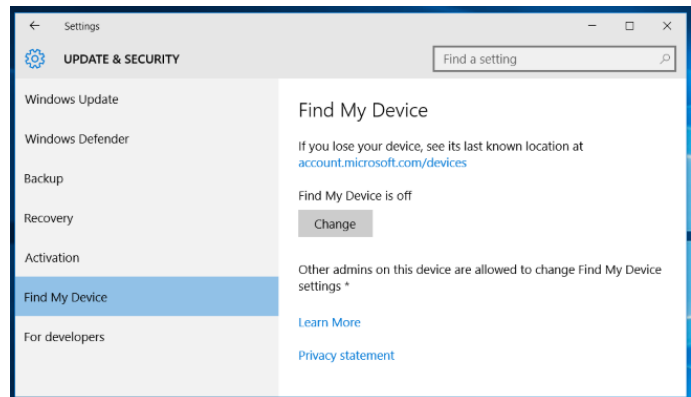 Settings
UPDATE & SECURITY
Find a setting
Windows Update
Windows Defender
Backup
Recovery
Activation
Find My Device
For developers
Find My Device
If you lose your device, see its last known location at
account.microsoft.com/devices
Find My Device is off
Change
Other admins on this device are allowed to change Find My Device
settings *
Learn More
Privacy statement